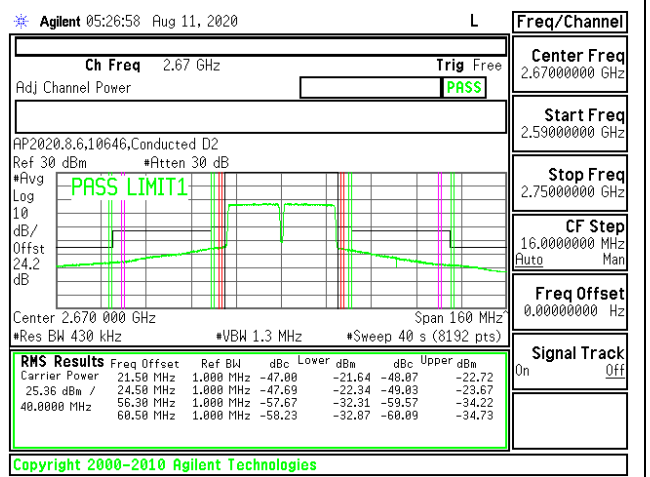 Agilent 05:26:58 Aug 11, 2020 L
Freq/Channel
Ch Freq 2.67 GHz Trig Free
Adj Channel Power PASS
Center Freq
2.67000000 GHz
Start Freq
2.59000000 GHz
Stop Freq
2.75000000 GHz
CF Step
16.0000000 MHz
Auto Man
Freq Offset
0.00000000 Hz
Signal Track
On Off
AP2020.8.6,10646,Conducted D2
Ref 30 dBm #Atten 30 dB
#Avg
Log
10
dB/
Offst
24.2
dB
PASS LIMIT1
Center 2.670 000 GHz Span 160 MHz^
#Res BW 430 kHz #VBW 1.3 MHz #Sweep 40 s (8192 pts)
RMS Results Freq Offset Ref BW dBc Lower dBm dBc Upper dBm
Carrier Power 21.50 MHz 1.000 MHz -47.00 -21.64 -48.07 -22.72
25.36 dBm / 24.50 MHz 1.000 MHz -47.69 -22.34 -49.03 -23.67
40.0000 MHz 56.30 MHz 1.000 MHz -57.67 -32.31 -59.57 -34.22
60.50 MHz 1.000 MHz -58.23 -32.87 -60.09 -34.73
Copyright 2000-2010 Agilent Technologies